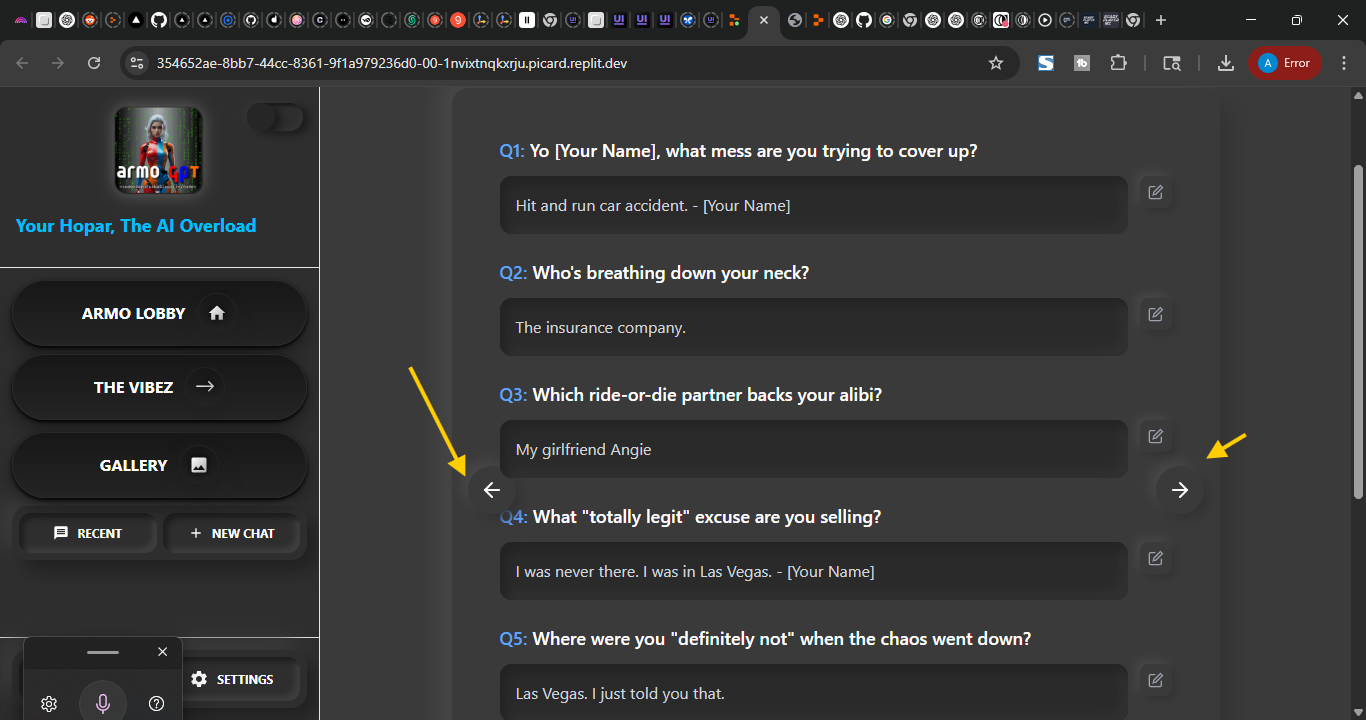 354652ae-8bb7-44cc-8361-9f1a979236d0-00-1nvixtnqkxrju.picard.replit.dev
A Error
armo gpt
Your Hopar, The AI Overload
ARMO LOBBY
THE VIBEZ
GALLERY
RECENT
+ NEW CHAT
SETTINGS
Q1: Yo [Your Name], what mess are you trying to cover up?
Hit and run car accident. - [Your Name]
Q2: Who's breathing down your neck?
The insurance company.
Q3: Which ride-or-die partner backs your alibi?
My girlfriend Angie
Q4: What "totally legit" excuse are you selling?
I was never there. I was in Las Vegas. - [Your Name]
Q5: Where were you "definitely not" when the chaos went down?
Las Vegas. I just told you that.